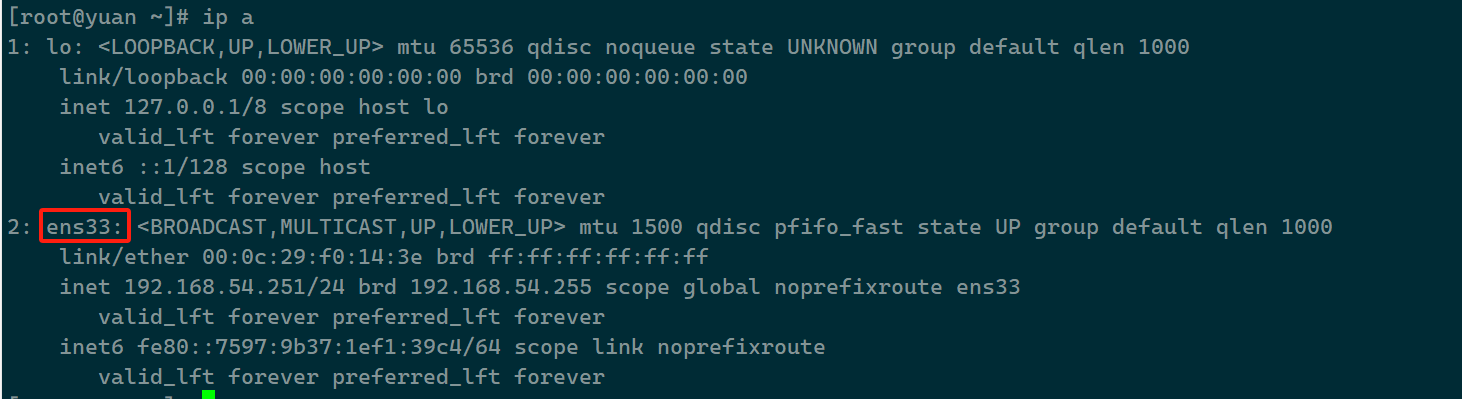 [root@yuan ~]# ip a
1: lo: <LOOPBACK,UP,LOWER_UP> mtu 65536 qdisc noqueue state UNKNOWN group default qlen 1000
    link/loopback 00:00:00:00:00:00 brd 00:00:00:00:00:00
    inet 127.0.0.1/8 scope host lo
       valid_lft forever preferred_lft forever
    inet6 ::1/128 scope host
       valid_lft forever preferred_lft forever
2: ens33: <BROADCAST,MULTICAST,UP,LOWER_UP> mtu 1500 qdisc pfifo_fast state UP group default qlen 1000
    link/ether 00:0c:29:f0:14:3e brd ff:ff:ff:ff:ff:ff
    inet 192.168.54.251/24 brd 192.168.54.255 scope global noprefixroute ens33
       valid_lft forever preferred_lft forever
    inet6 fe80::7597:9b37:1ef1:39c4/64 scope link noprefixroute
       valid_lft forever preferred_lft forever